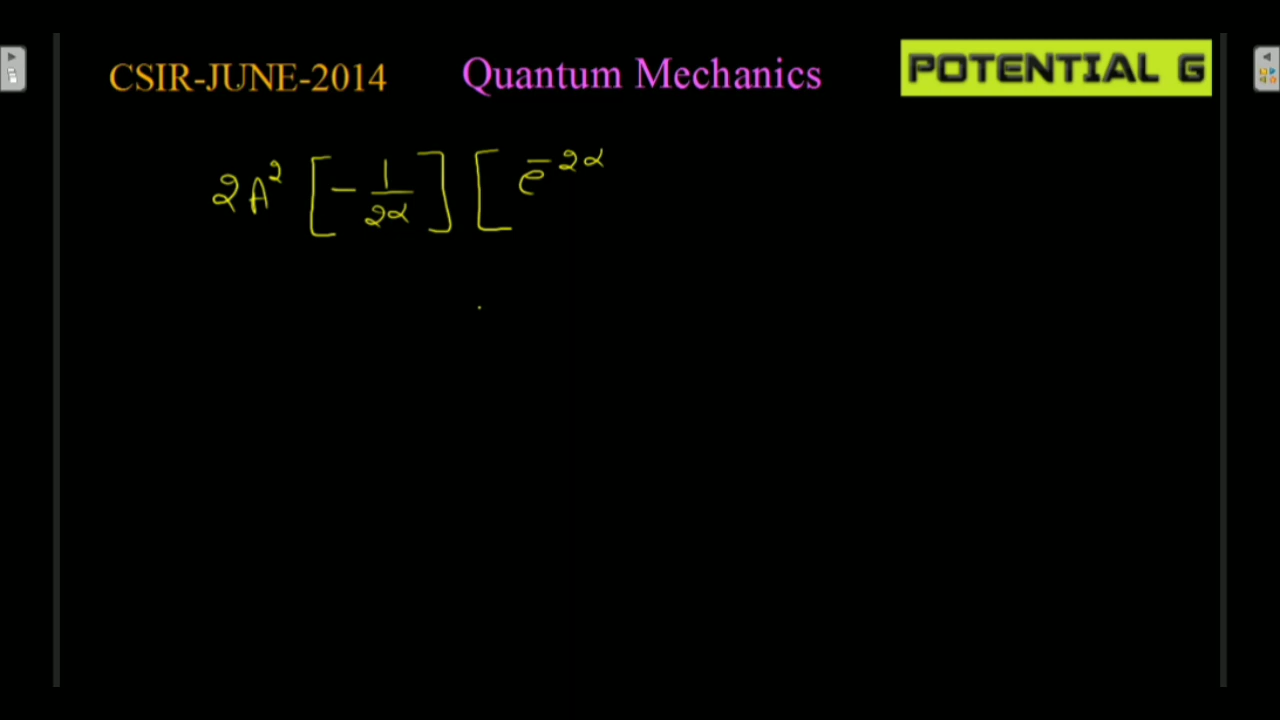 CSIR-JUNE-2014 Quantum Mechanics POTENTIAL G
2A² [-1/2α] [e^-2α